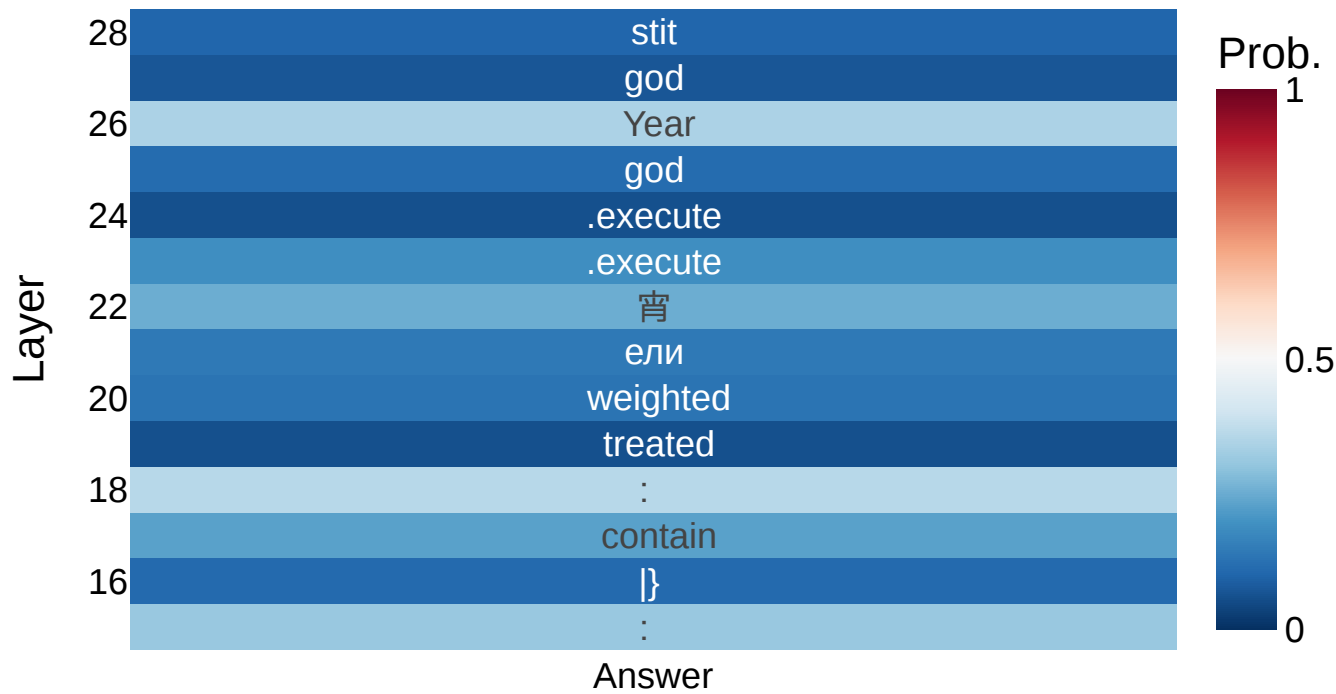 28 stit
god
26 Year
god
24 .execute
.execute
22 宵
ели
20 weighted
treated
18 :
contain
16 |}
:
Layer
Answer
Prob.
1
0.5
0